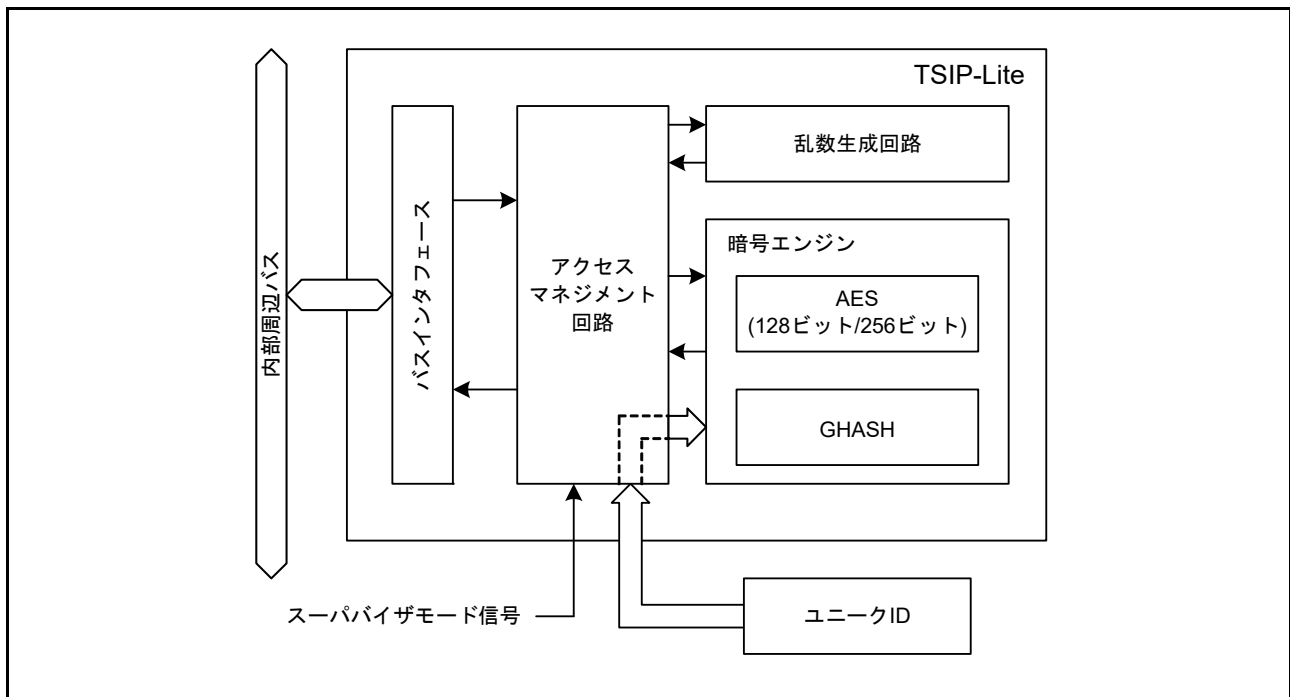 TSIP-Lite
内部周辺バス
バスインタフェース
アクセス
マネジメント
回路
乱数生成回路
暗号エンジン
AES
(128ビット/256ビット)
GHASH
スーパバイザモード信号
ユニークID